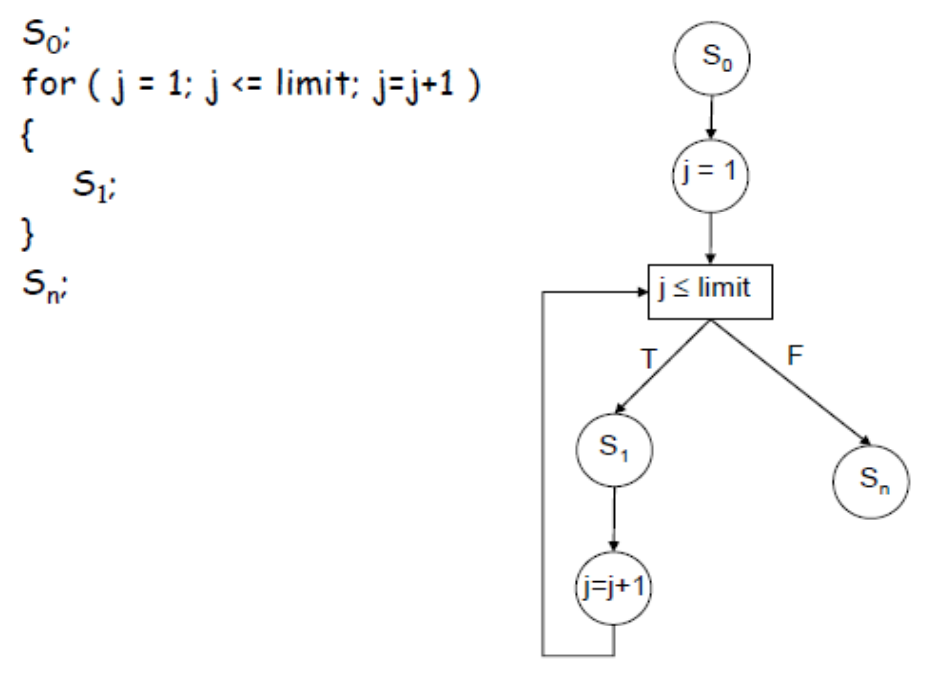 S₀;
for ( j = 1; j <= limit; j=j+1 )
{
S₁;
}
Sₙ;
S₀
j = 1
j ≤ limit
T
F
S₁
Sₙ
j=j+1